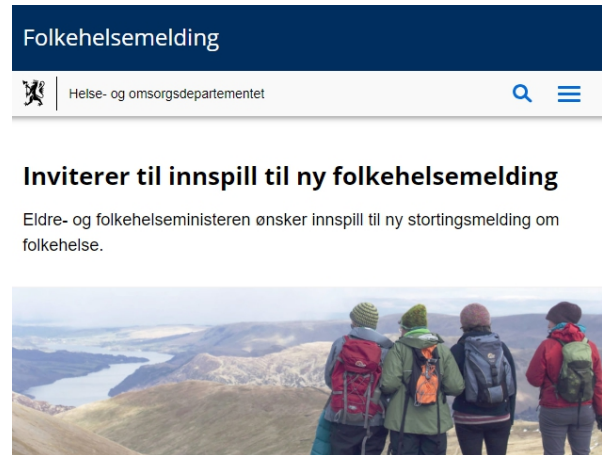 Folkehelsemelding
Helse- og omsorgsdepartementet
Inviterer til innspill til ny folkehelsemelding
Eldre- og folkehelseministeren ønsker innspill til ny stortingsmelding om
folkehelse.